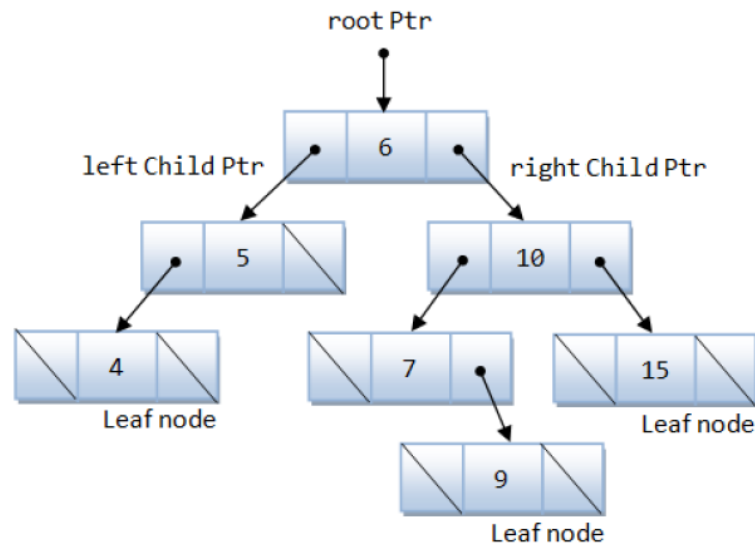 root Ptr
6
left Child Ptr
right Child Ptr
5
10
4
7
15
Leaf node
Leaf node
9
Leaf node